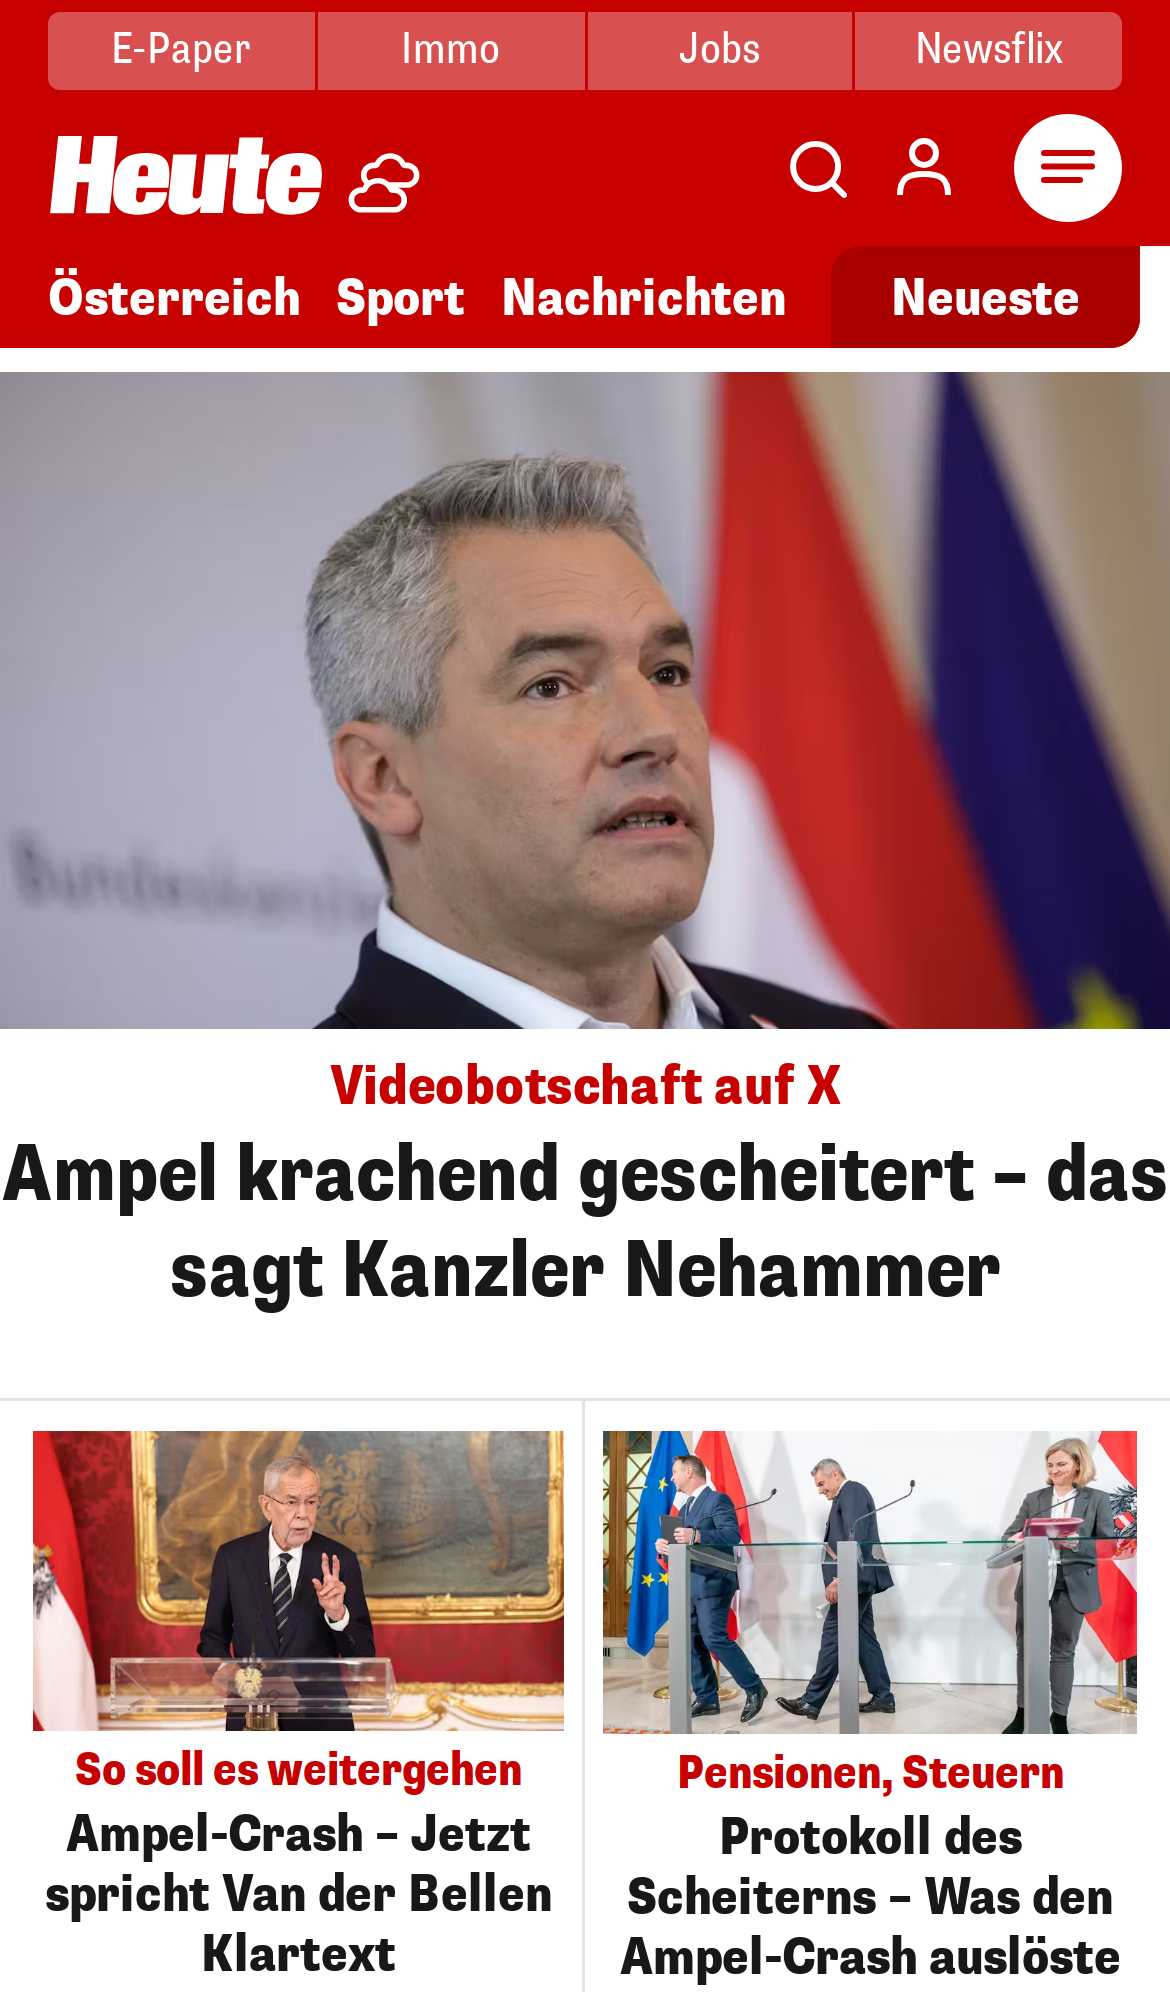 E-Paper
Immo
Jobs
Newsflix
Heute
Österreich
Sport
Nachrichten
Neueste
Videobotschaft auf X
Ampel krachend gescheitert – das
sagt Kanzler Nehammer
So soll es weitergehen
Ampel-Crash – Jetzt
spricht Van der Bellen
Klartext
Pensionen, Steuern
Protokoll des
Scheiterns – Was den
Ampel-Crash auslöste